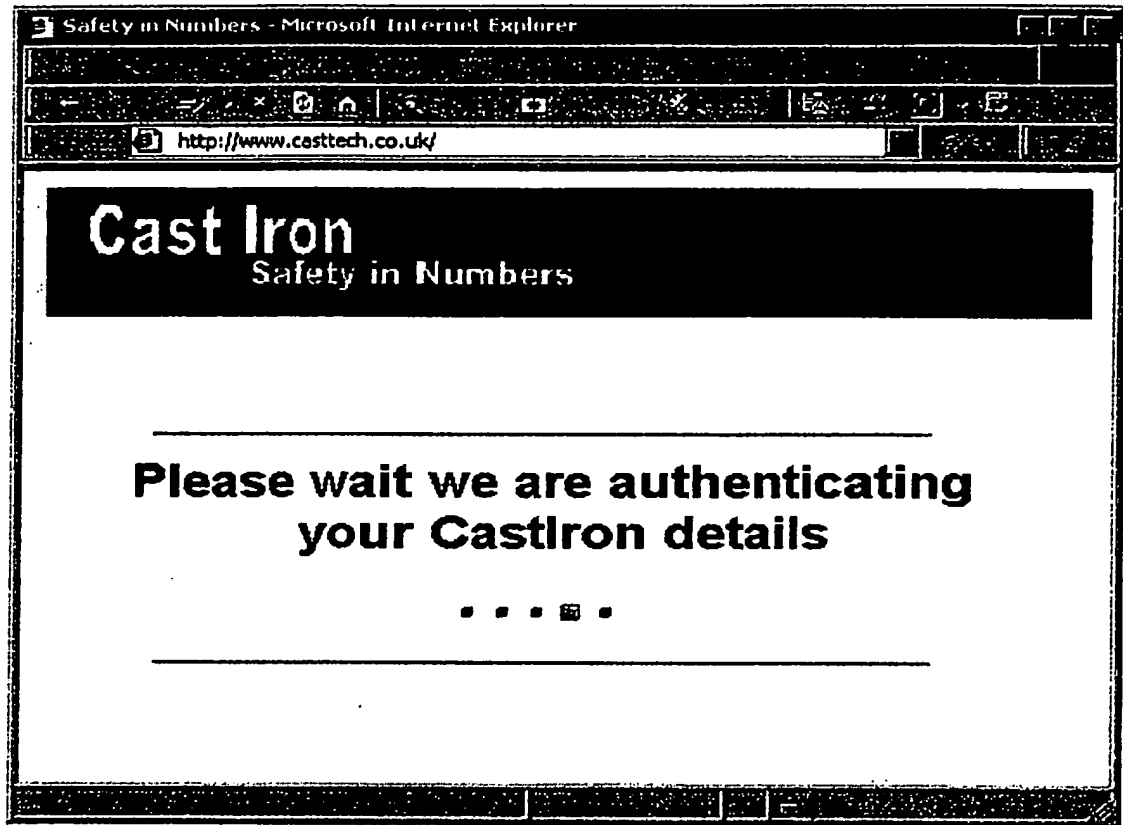 Safety in Numbers - Microsoft Internet Explorer
http://www.casttech.co.uk/
Cast Iron
Safety in Numbers
Please wait we are authenticating
your CastIron details